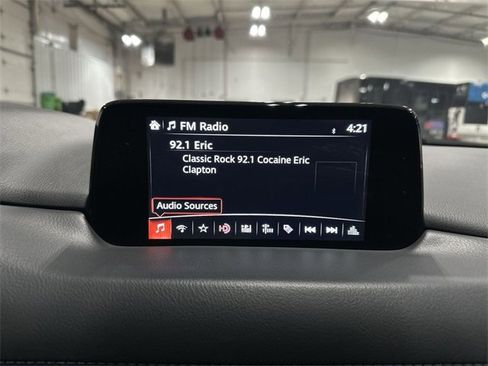 FM Radio
4:21
92.1 Eric
Classic Rock 92.1 Cocaine Eric
Clapton
Audio Sources